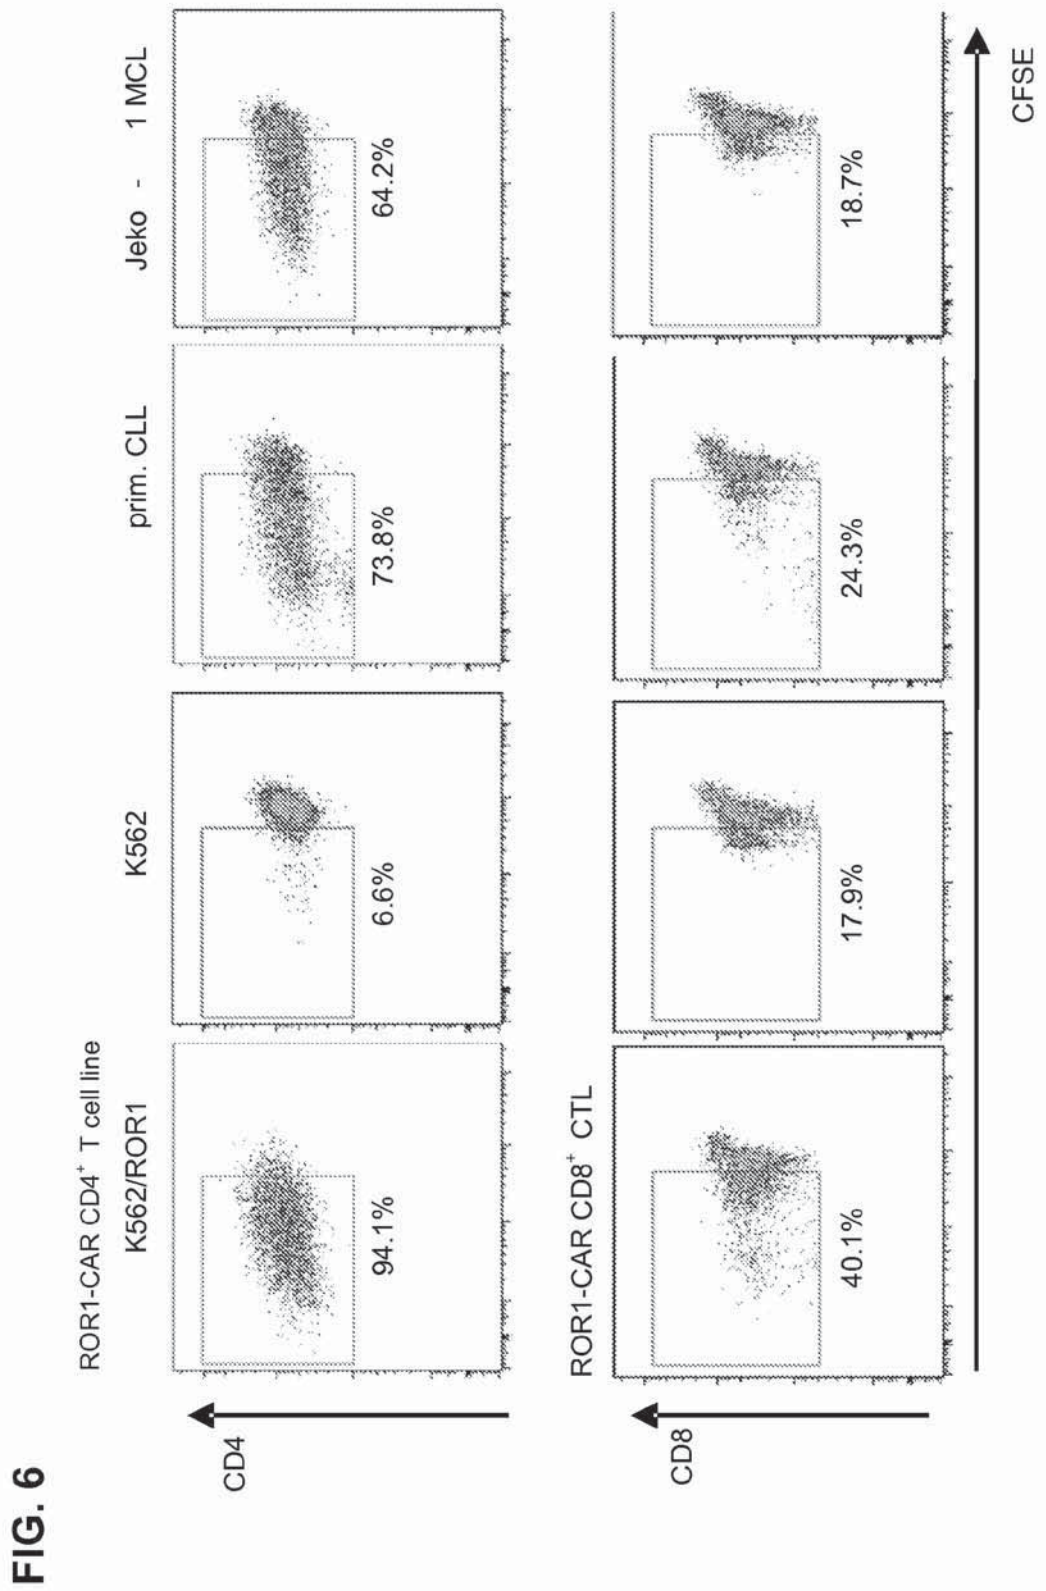 FIG. 6
ROR1-CAR CD4⁺ T cell line
K562/ROR1
K562
prim. CLL
Jeko - 1 MCL
CD4
94.1%
6.6%
73.8%
64.2%
ROR1-CAR CD8⁺ CTL
CD8
40.1%
17.9%
24.3%
18.7%
CFSE